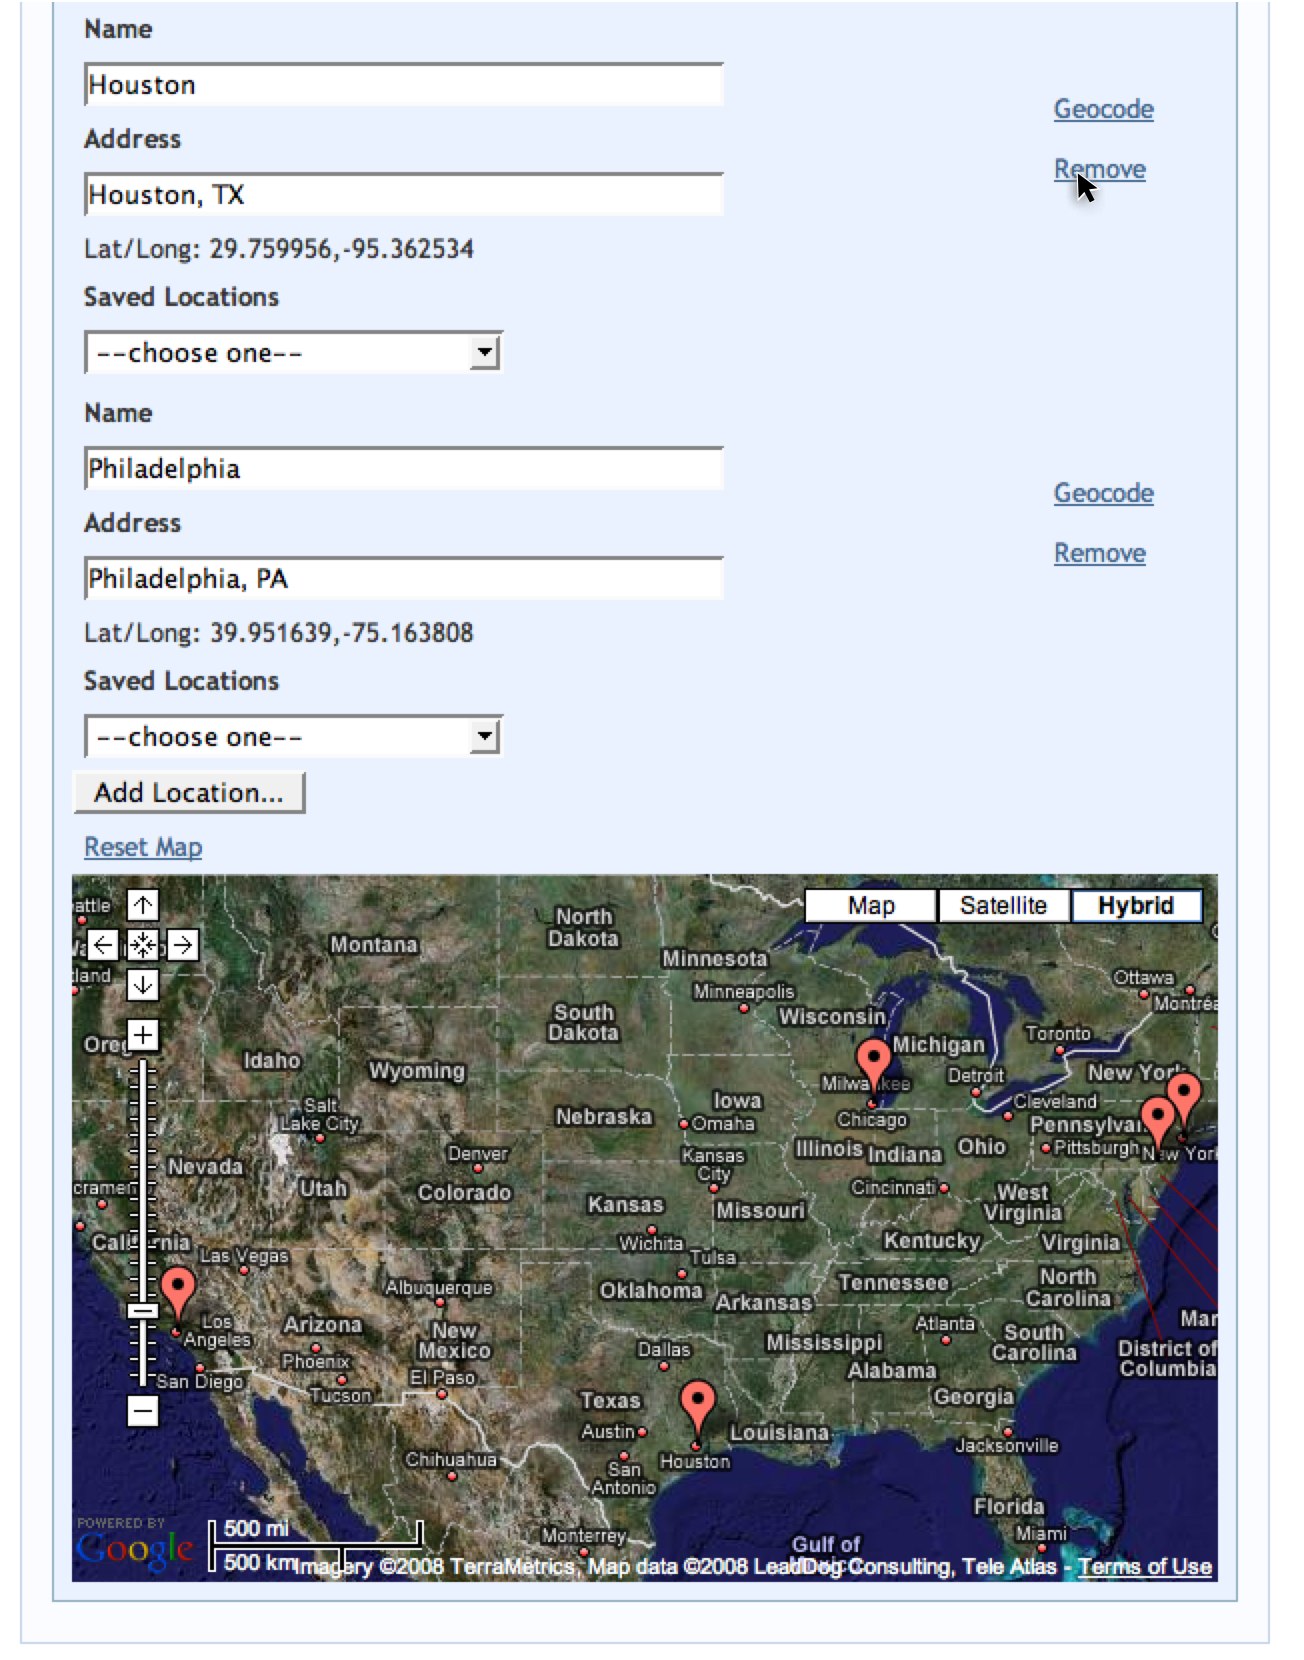 Name
Houston
Geocode
Address
Remove
Houston, TX
Lat/Long: 29.759956,-95.362534
Saved Locations
--choose one--
Name
Philadelphia
Geocode
Address
Remove
Philadelphia, PA
Lat/Long: 39.951639,-75.163808
Saved Locations
--choose one--
Add Location...
Reset Map
Map
Satellite
Hybrid
attle
North
Dakota
Montana
Minnesota
Ottawa
Minneapolis
Montréa
land
South
Dakota
Wisconsin
Toronto
Oreg
Michigan
Idaho
Wyoming
Detroit
New York
Milwaukee
Salt
Lake City
Nebraska
Iowa
Omaha
Cleveland
Chicago
Pennsylvan
Denver
Kansas
City
Illinois
Indiana
Ohio
Pittsburgh
New York
Nevada
Utah
Colorado
cramen
Cincinnati
West
Virginia
Kansas
Missouri
California
Las Vegas
Wichita
Tulsa
Kentucky
Virginia
Albuquerque
Oklahoma
Arkansas
Tennessee
North
Carolina
Los
Angeles
Arizona
New
Mexico
Atlanta
South
Carolina
Mar
Phoenix
Dallas
Mississippi
District of
Columbia
San Diego
Tucson
El Paso
Alabama
Texas
Georgia
Austin
Louisiana
Jacksonville
Chihuahua
San
Antonio
Houston
Florida
POWERED BY
Google
500 mi
500 km
Monterrey
Gulf of
Miami
Imagery ©2008 TerraMetrics, Map data ©2008 LeadDog Consulting, Tele Atlas - Terms of Use